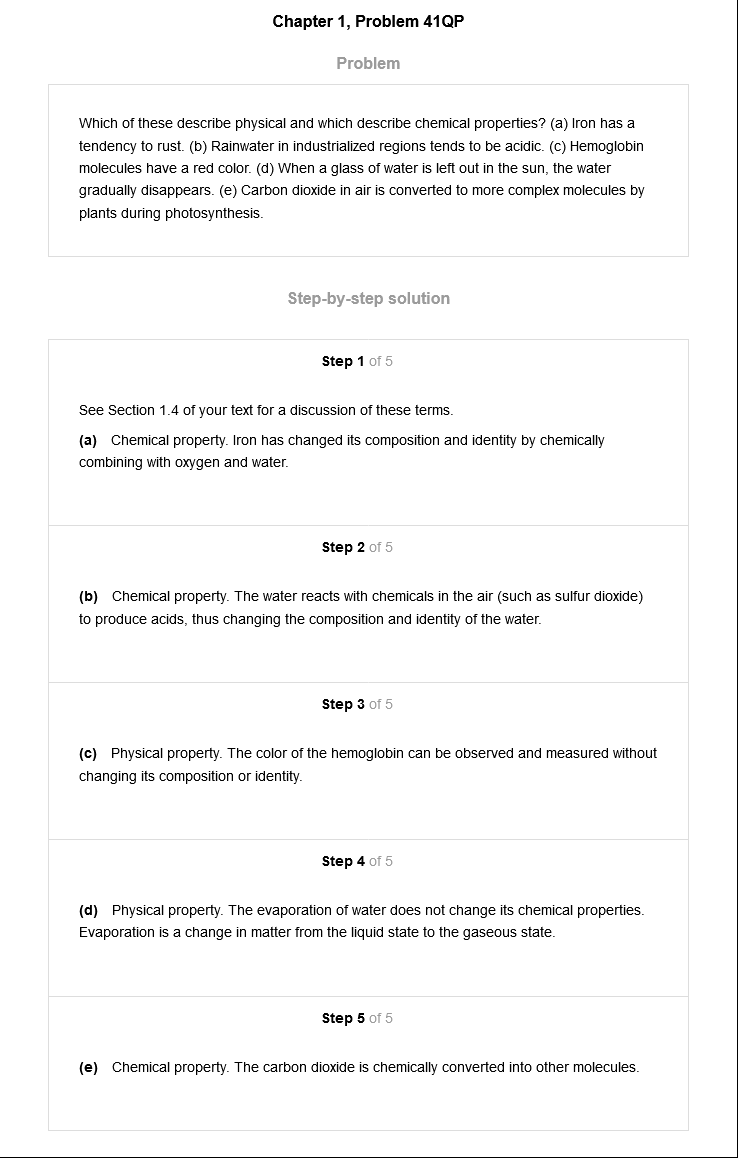 Chapter 1, Problem 41QP
Problem
Which of these describe physical and which describe chemical properties? (a) Iron has a
tendency to rust. (b) Rainwater in industrialized regions tends to be acidic. (c) Hemoglobin
molecules have a red color. (d) When a glass of water is left out in the sun, the water
gradually disappears. (e) Carbon dioxide in air is converted to more complex molecules by
plants during photosynthesis.
Step-by-step solution
Step 1 of 5
See Section 1.4 of your text for a discussion of these terms.
(a) Chemical property. Iron has changed its composition and identity by chemically
combining with oxygen and water.
Step 2 of 5
(b) Chemical property. The water reacts with chemicals in the air (such as sulfur dioxide)
to produce acids, thus changing the composition and identity of the water.
Step 3 of 5
(c) Physical property. The color of the hemoglobin can be observed and measured without
changing its composition or identity.
Step 4 of 5
(d) Physical property. The evaporation of water does not change its chemical properties.
Evaporation is a change in matter from the liquid state to the gaseous state.
Step 5 of 5
(e) Chemical property. The carbon dioxide is chemically converted into other molecules.